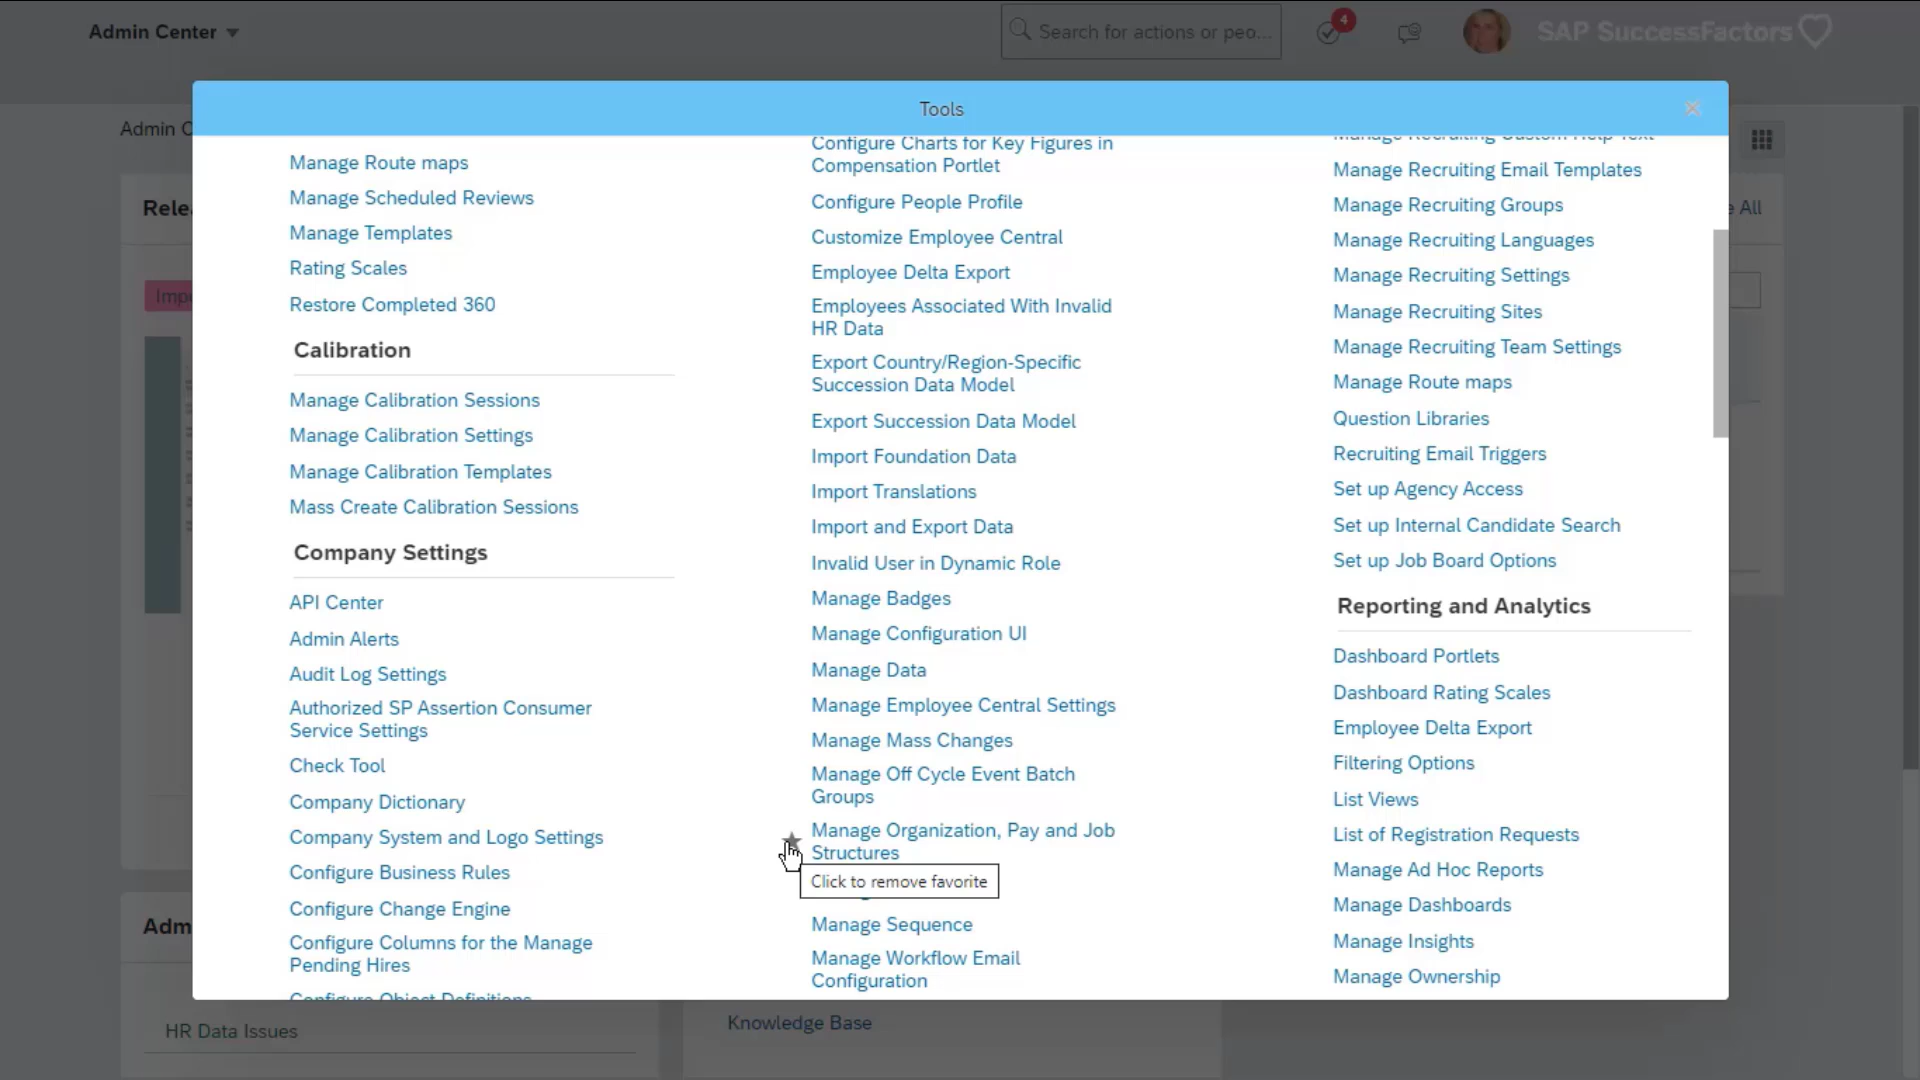 Admin Center
Search for actions or peo...
4
SAP SuccessFactors
Tools
Admin C
Rele
e All
Manage Route maps
Manage Scheduled Reviews
Manage Templates
Rating Scales
Restore Completed 360
Calibration
Manage Calibration Sessions
Manage Calibration Settings
Manage Calibration Templates
Mass Create Calibration Sessions
Company Settings
API Center
Admin Alerts
Audit Log Settings
Authorized SP Assertion Consumer
Service Settings
Check Tool
Company Dictionary
Company System and Logo Settings
Configure Business Rules
Configure Change Engine
Configure Columns for the Manage
Pending Hires
Configure Object Definitions
Configure Charts for Key Figures in
Compensation Portlet
Configure People Profile
Customize Employee Central
Employee Delta Export
Employees Associated With Invalid
HR Data
Export Country/Region-Specific
Succession Data Model
Export Succession Data Model
Import Foundation Data
Import Translations
Import and Export Data
Invalid User in Dynamic Role
Manage Badges
Manage Configuration UI
Manage Data
Manage Employee Central Settings
Manage Mass Changes
Manage Off Cycle Event Batch
Groups
Manage Organization, Pay and Job
Structures
Click to remove favorite
Manage Sequence
Manage Workflow Email
Configuration
Manage Recruiting Custom Help Text
Manage Recruiting Email Templates
Manage Recruiting Groups
Manage Recruiting Languages
Manage Recruiting Settings
Manage Recruiting Sites
Manage Recruiting Team Settings
Manage Route maps
Question Libraries
Recruiting Email Triggers
Set up Agency Access
Set up Internal Candidate Search
Set up Job Board Options
Reporting and Analytics
Dashboard Portlets
Dashboard Rating Scales
Employee Delta Export
Filtering Options
List Views
List of Registration Requests
Manage Ad Hoc Reports
Manage Dashboards
Manage Insights
Manage Ownership
Impo
Adm
HR Data Issues
Knowledge Base